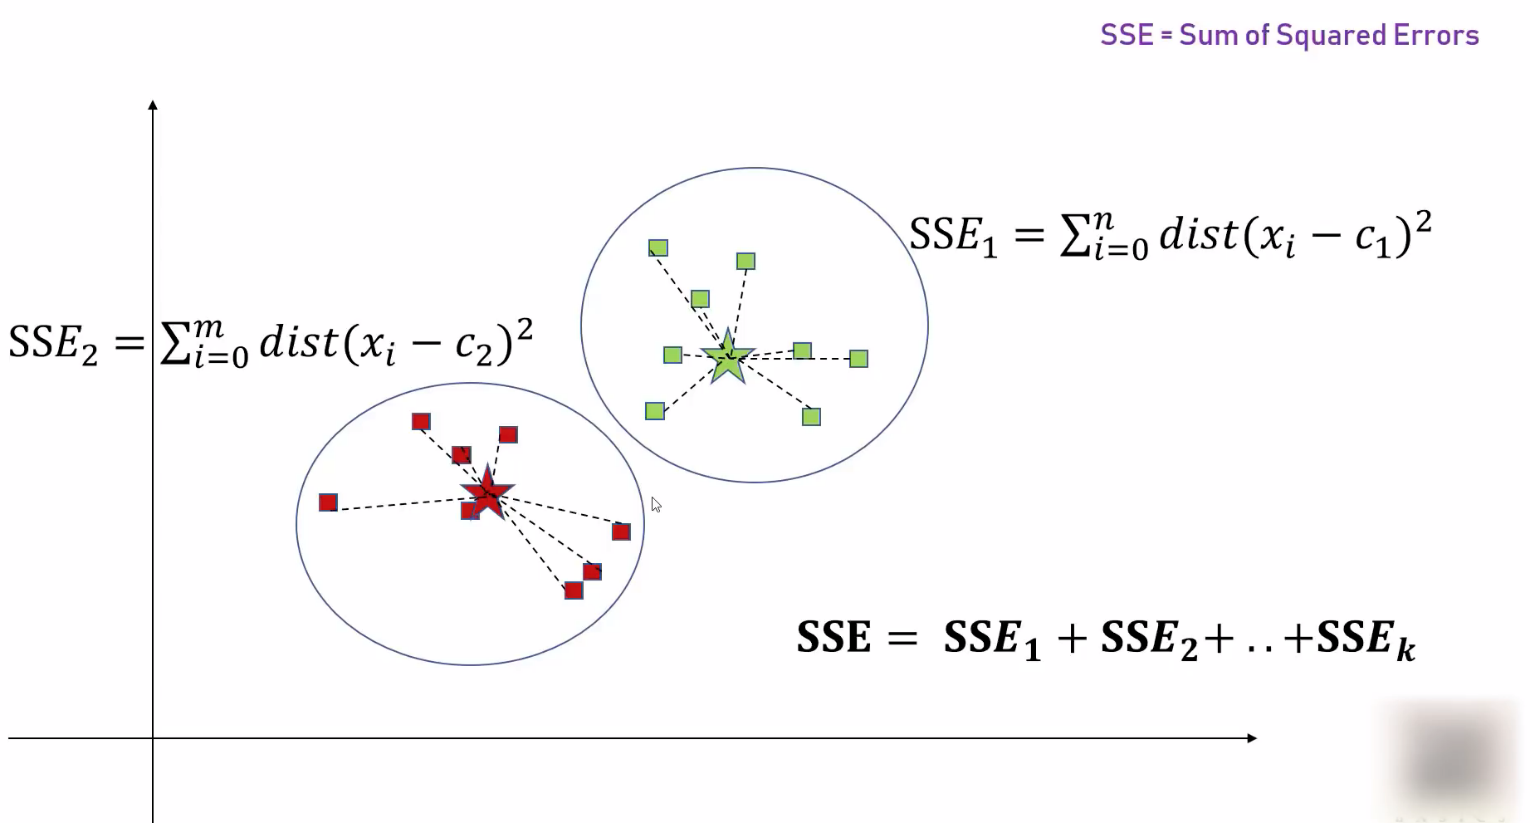 SSE = Sum of Squared Errors
SSE₁ = ∑ⁿᵢ₌₀ dist(xᵢ − c₁)²
SSE₂ = ∑ᵐᵢ₌₀ dist(xᵢ − c₂)²
SSE = SSE₁ + SSE₂+ . . +SSEₖ